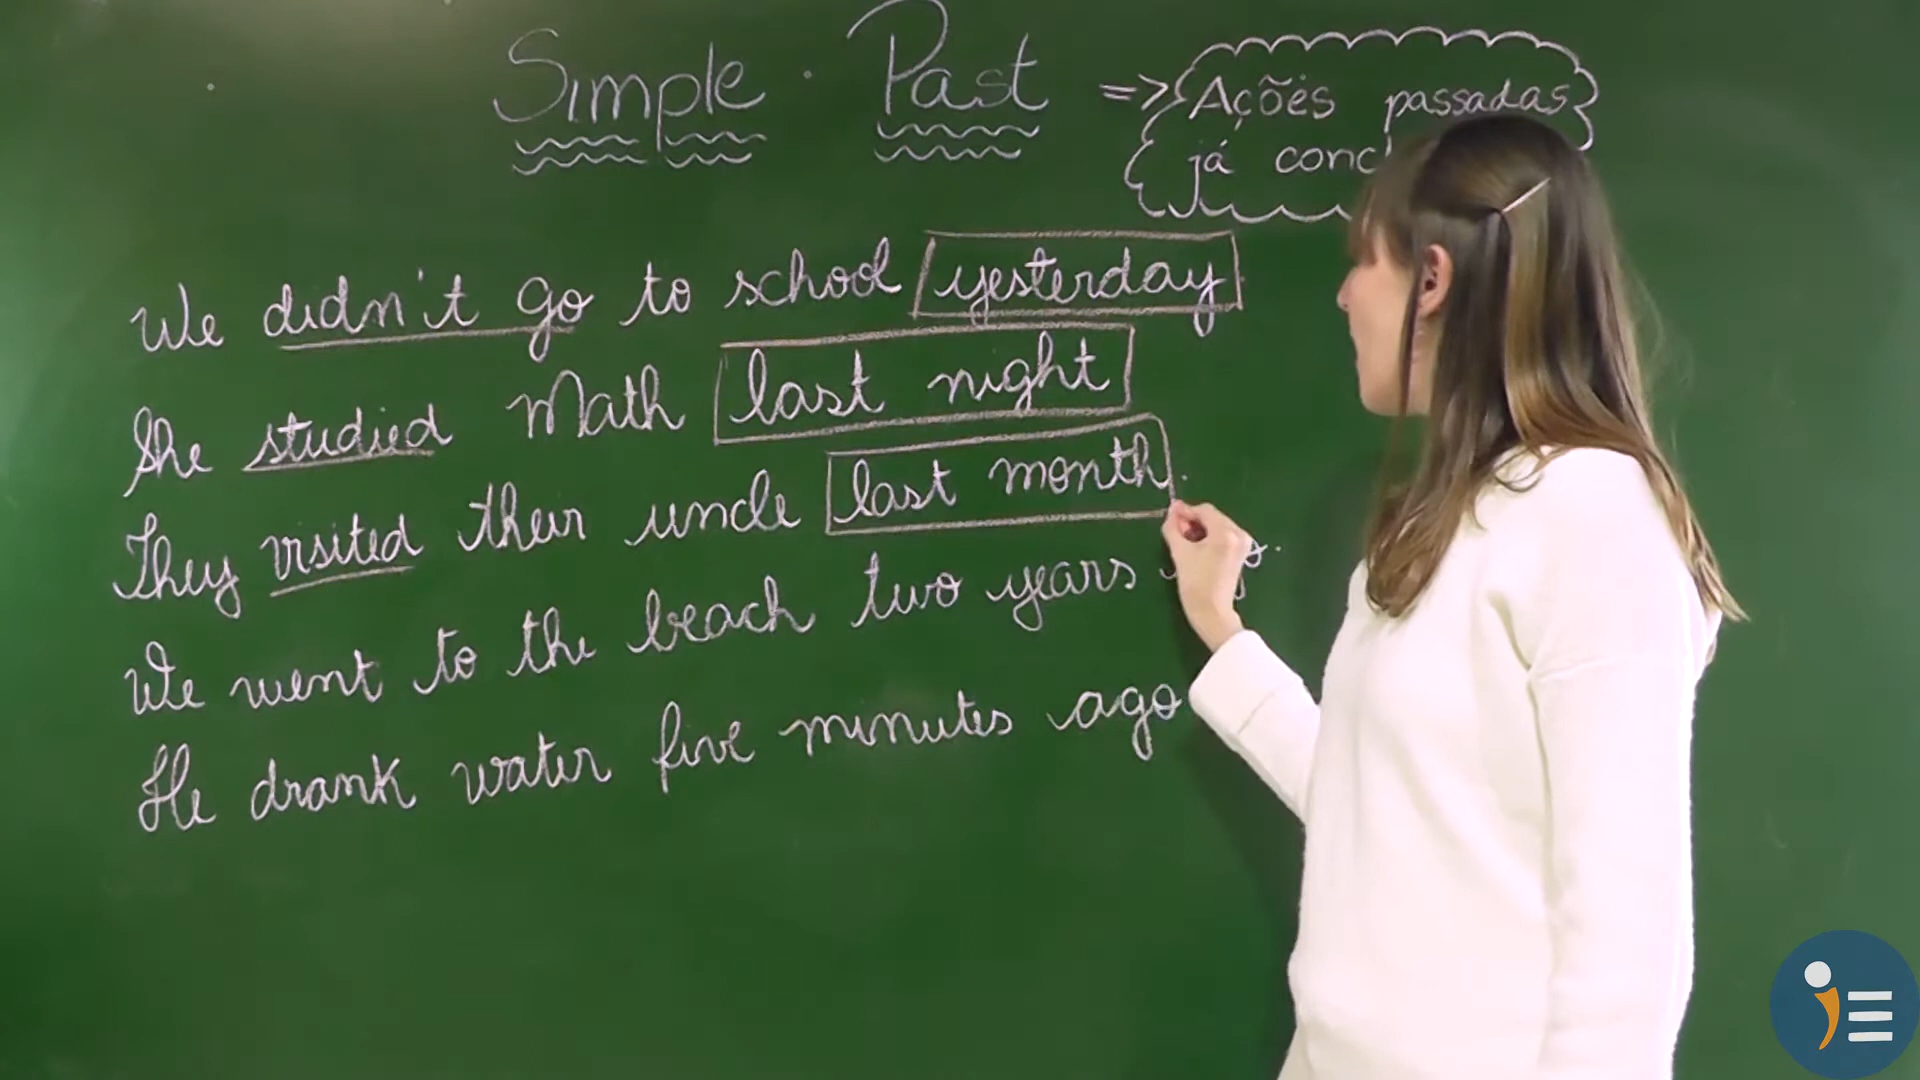 Simple Past => Ações passadas
já
We didn't go to school yesterday
She studied Math last night
They visited their uncle last month.
We went to the beach two years
He drank water five minutes ago